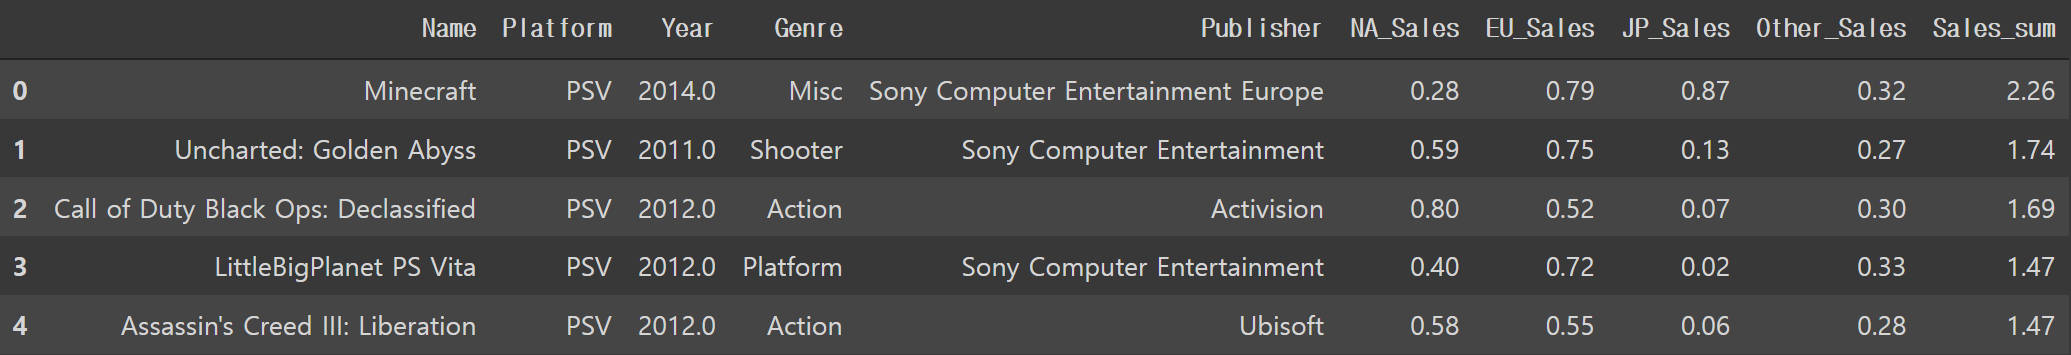 Name Platform Year Genre Publisher NA_Sales EU_Sales JP_Sales Other_Sales Sales_sum
0 Minecraft PSV 2014.0 Misc Sony Computer Entertainment Europe 0.28 0.79 0.87 0.32 2.26
1 Uncharted: Golden Abyss PSV 2011.0 Shooter Sony Computer Entertainment 0.59 0.75 0.13 0.27 1.74
2 Call of Duty Black Ops: Declassified PSV 2012.0 Action Activision 0.80 0.52 0.07 0.30 1.69
3 LittleBigPlanet PS Vita PSV 2012.0 Platform Sony Computer Entertainment 0.40 0.72 0.02 0.33 1.47
4 Assassin's Creed III: Liberation PSV 2012.0 Action Ubisoft 0.58 0.55 0.06 0.28 1.47